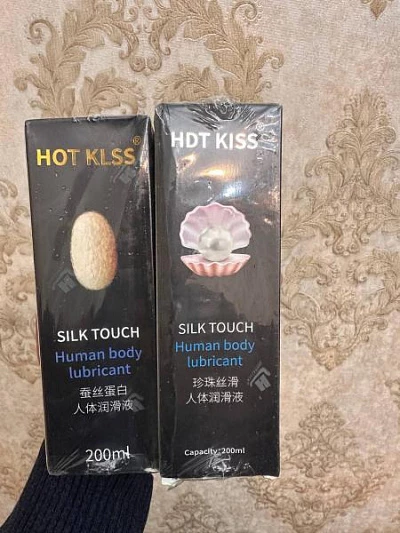 HOT KLSS®
SILK TOUCH
Human body
lubricant
蚕丝蛋白
人体润滑液
200ml
HDT KISS®
SILK TOUCH
Human body
lubricant
珍珠丝滑
人体润滑液
Capacity:200ml